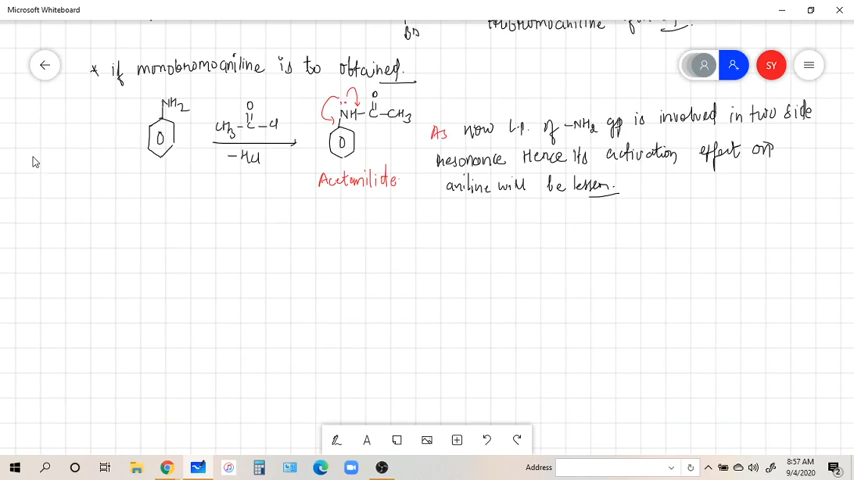 Microsoft Whiteboard
* if monobromoaniline is to obtained.
SY
NH2
O
CH3-C-Cl
-HCl
O
NH-C-CH3
Acetanilide
As now l.p. of -NH2 gp is involved in two side
resonance Hence its activation effect on
aniline will be lesser.
Address
8:57 AM
9/4/2020
2